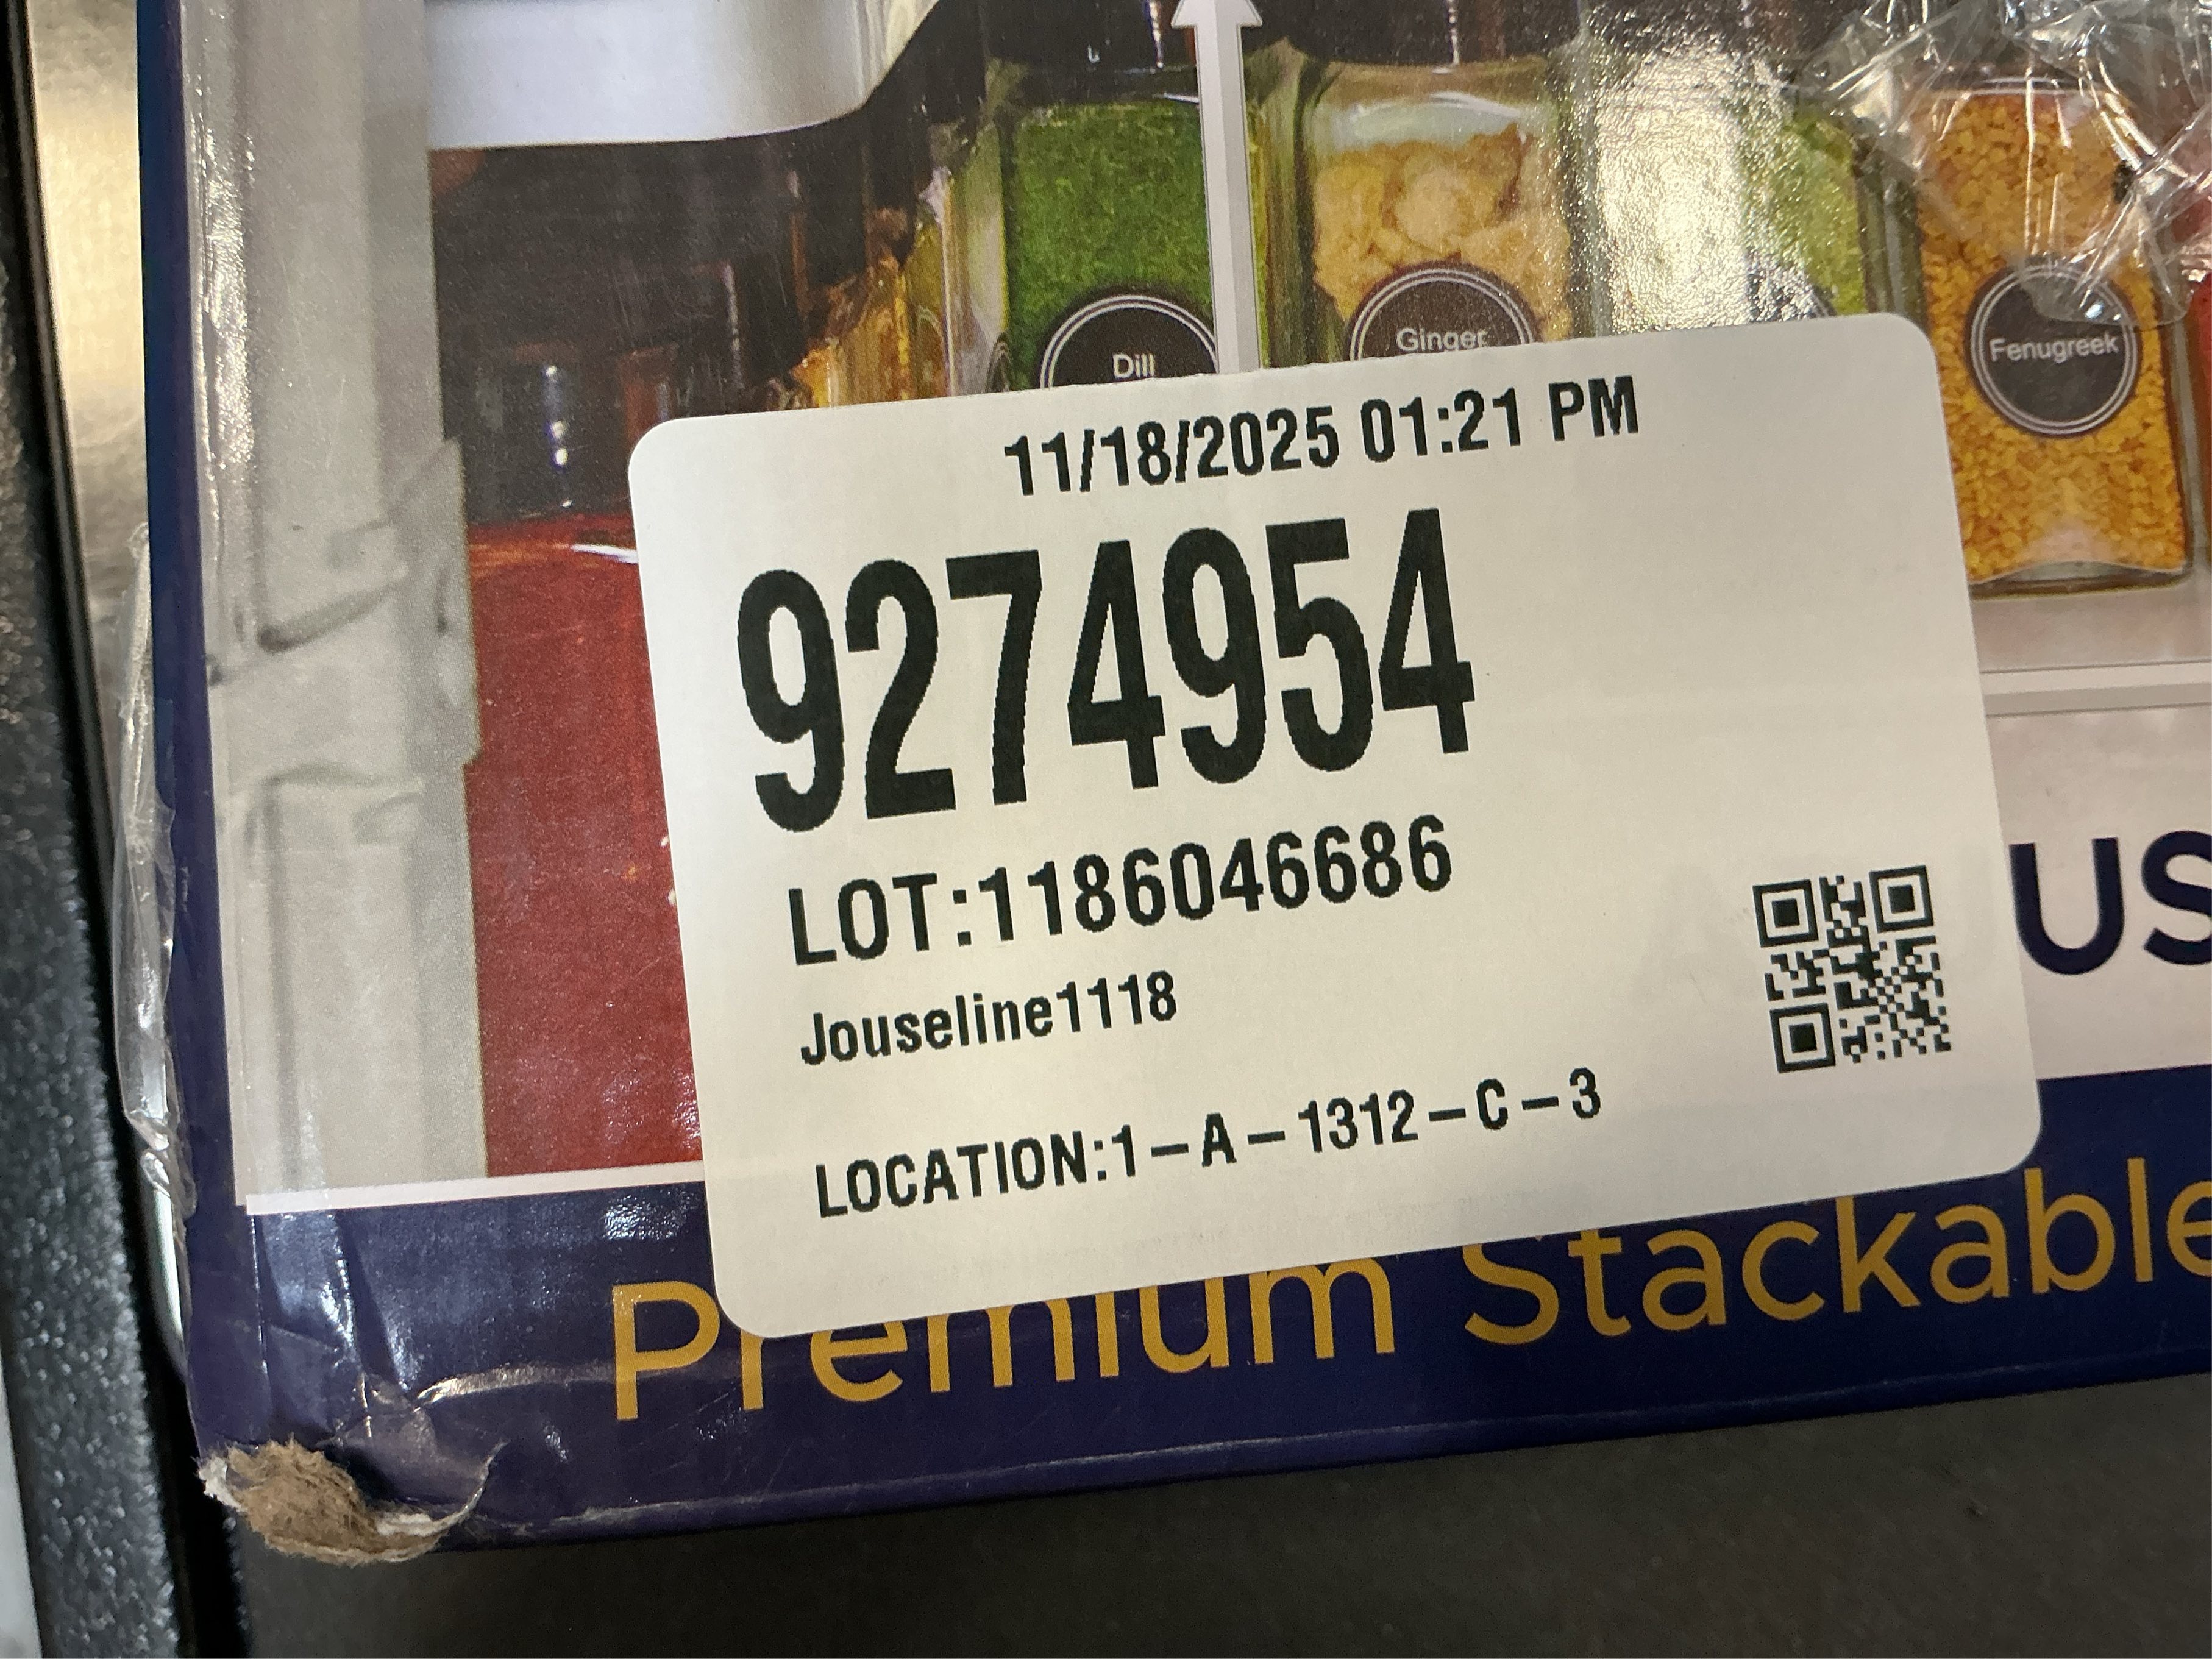 Dill
Ginger
Fenugreek
11/18/2025 01:21 PM
9274954
LOT:1186046686
Jouseline1118
LOCATION:1-A-1312-C-3
US
Premium Stackable